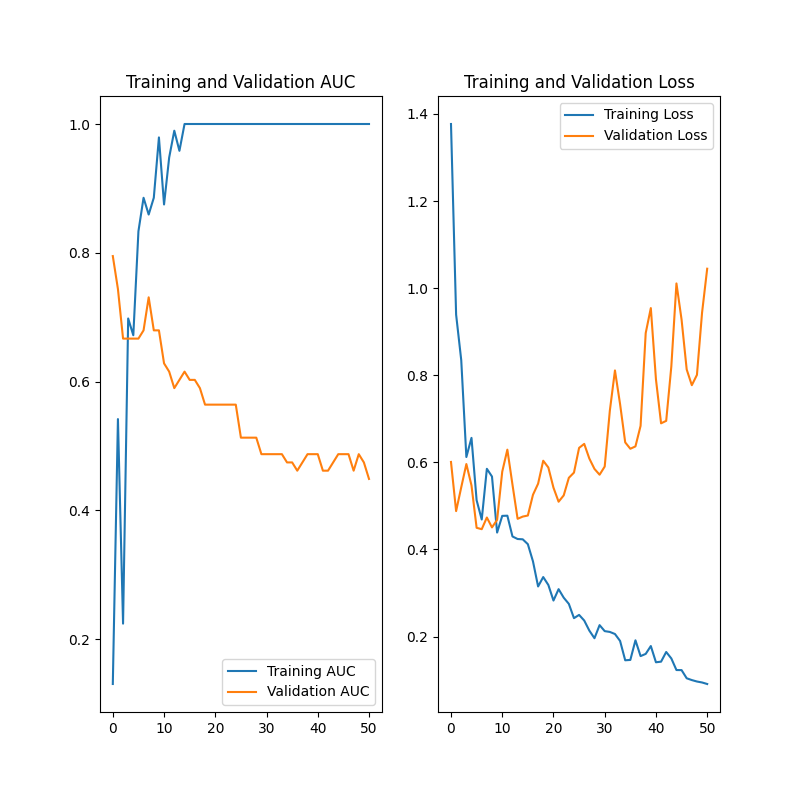 Training and Validation AUC
1.0
0.8
0.6
0.4
0.2
0 10 20 30 40 50
Training AUC
Validation AUC
Training and Validation Loss
1.4
1.2
1.0
0.8
0.6
0.4
0.2
0 10 20 30 40 50
Training Loss
Validation Loss